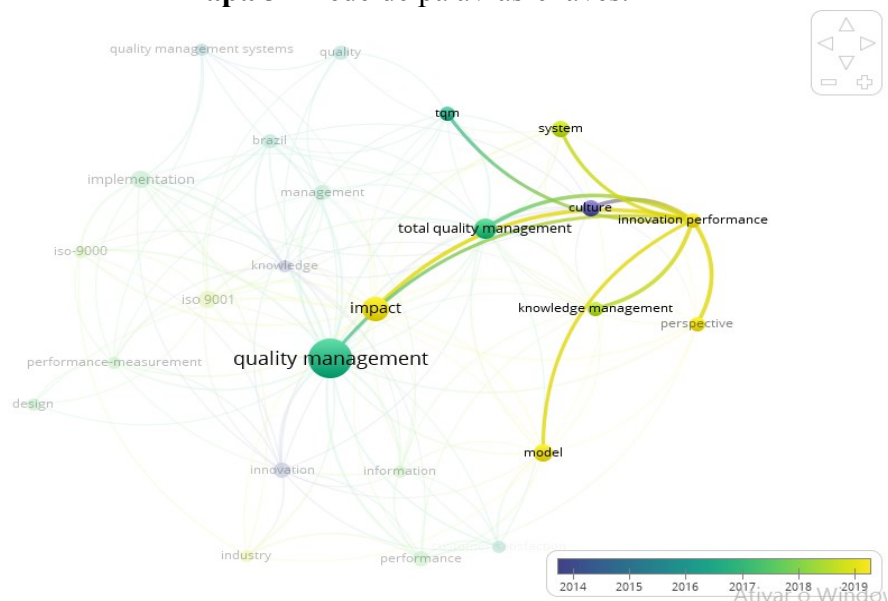 quality management systems
quality
tqm
system
brazil
implementation
management
culture
innovation performance
total quality management
iso-9000
knowledge
iso 9001
impact
knowledge management
perspective
quality management
performance-measurement
design
model
innovation
information
industry
performance
2014 2015 2016 2017 2018 2019